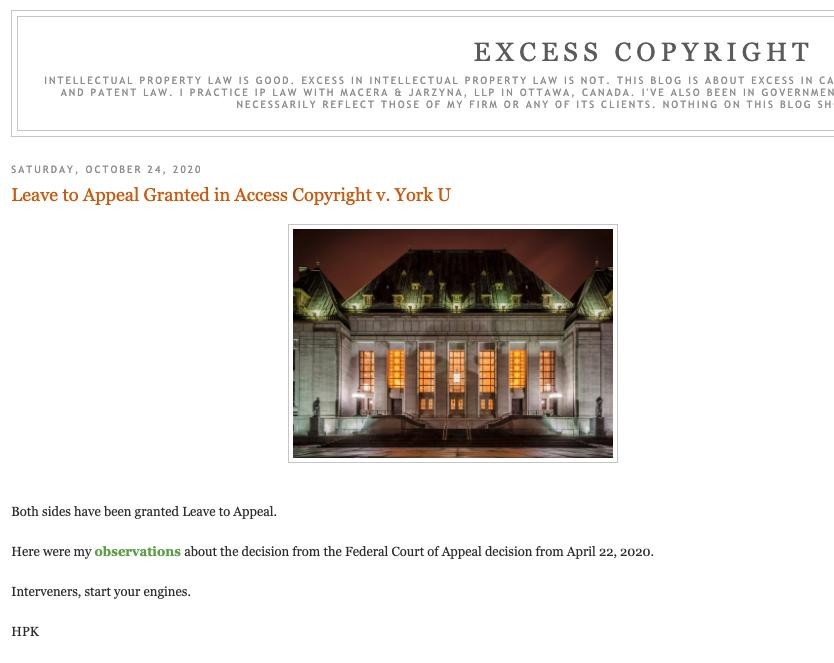 EXCESS COPYRIGHT
INTELLECTUAL PROPERTY LAW IS GOOD. EXCESS IN INTELLECTUAL PROPERTY LAW IS NOT. THIS BLOG IS ABOUT EXCESS IN CA
AND PATENT LAW. I PRACTICE IP LAW WITH MACERA & JARZYNA, LLP IN OTTAWA, CANADA. I'VE ALSO BEEN IN GOVERNMEN
NECESSARILY REFLECT THOSE OF MY FIRM OR ANY OF ITS CLIENTS. NOTHING ON THIS BLOG SH
SATURDAY, OCTOBER 24, 2020
Leave to Appeal Granted in Access Copyright v. York U
Both sides have been granted Leave to Appeal.
Here were my observations about the decision from the Federal Court of Appeal decision from April 22, 2020.
Interveners, start your engines.
HPK